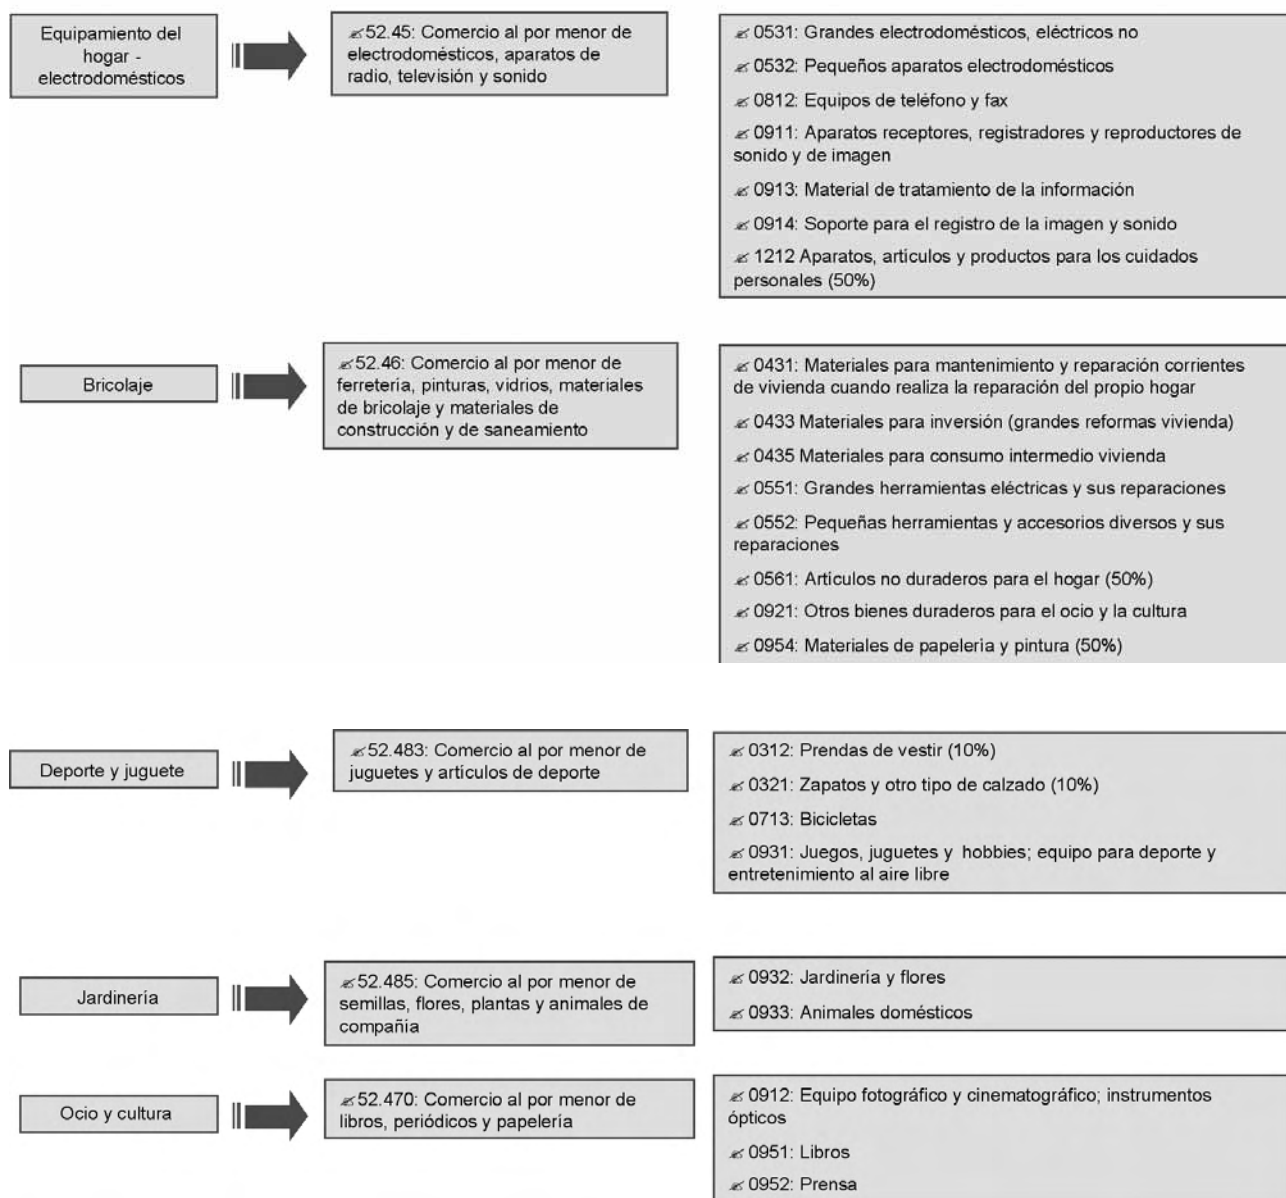 Equipamiento del
hogar -
electrodomésticos
52.45: Comercio al por menor de
electrodomésticos, aparatos de
radio, televisión y sonido
0531: Grandes electrodomésticos, eléctricos no
0532: Pequeños aparatos electrodomésticos
0812: Equipos de teléfono y fax
0911: Aparatos receptores, registradores y reproductores de
sonido y de imagen
0913: Material de tratamiento de la información
0914: Soporte para el registro de la imagen y sonido
1212 Aparatos, artículos y productos para los cuidados
personales (50%)
Bricolaje
52.46: Comercio al por menor de
ferretería, pinturas, vidrios, materiales
de bricolaje y materiales de
construcción y de saneamiento
0431: Materiales para mantenimiento y reparación corrientes
de vivienda cuando realiza la reparación del propio hogar
0433 Materiales para inversión (grandes reformas vivienda)
0435 Materiales para consumo intermedio vivienda
0551: Grandes herramientas eléctricas y sus reparaciones
0552: Pequeñas herramientas y accesorios diversos y sus
reparaciones
0561: Artículos no duraderos para el hogar (50%)
0921: Otros bienes duraderos para el ocio y la cultura
0954: Materiales de papelería y pintura (50%)
Deporte y juguete
52.483: Comercio al por menor de
juguetes y artículos de deporte
0312: Prendas de vestir (10%)
0321: Zapatos y otro tipo de calzado (10%)
0713: Bicicletas
0931: Juegos, juguetes y hobbies; equipo para deporte y
entretenimiento al aire libre
Jardinería
52.485: Comercio al por menor de
semillas, flores, plantas y animales de
compañía
0932: Jardinería y flores
0933: Animales domésticos
Ocio y cultura
52.470: Comercio al por menor de
libros, periódicos y papelería
0912: Equipo fotográfico y cinematográfico; instrumentos
ópticos
0951: Libros
0952: Prensa